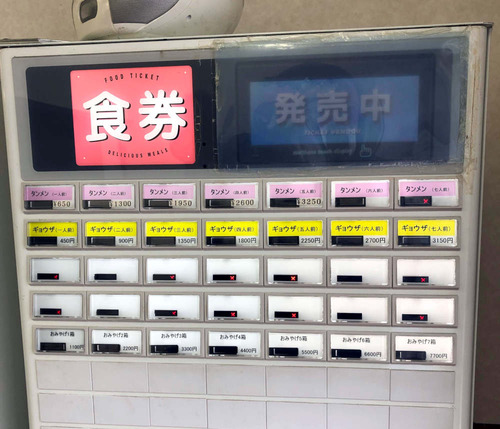 FOOD TICKET
食券
DELICIOUS MEALS
発売中
タンメン (一人前) タンメン (二人前) タンメン (三人前) タンメン (四人前) タンメン (五人前) タンメン (六人前) タンメン (七人前)
650 1300 1950 2600 3250
ギョウザ (一人前) ギョウザ (二人前) ギョウザ (三人前) ギョウザ (四人前) ギョウザ (五人前) ギョウザ (六人前) ギョウザ (七人前)
450円 900円 1350円 1800円 2250円 2700円 3150円
おみやげ1箱 おみやげ2箱 おみやげ3箱 おみやげ4箱 おみやげ5箱 おみやげ6箱 おみやげ7箱
1100円 2200円 3300円 4400円 5500円 6600円 7700円